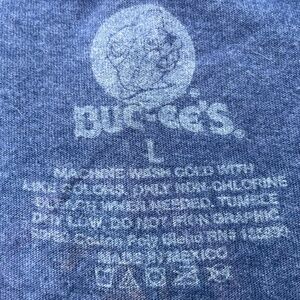 BUC-EE'S.
L
MACHINE WASH COLD WITH
LIKE COLORS. ONLY NON-CHLORINE
BLEACH WHEN NEEDED. TUMBLE
DRY LOW. DO NOT IRON GRAPHIC
Cotton Poly Blend RN#
MADE IN MEXICO